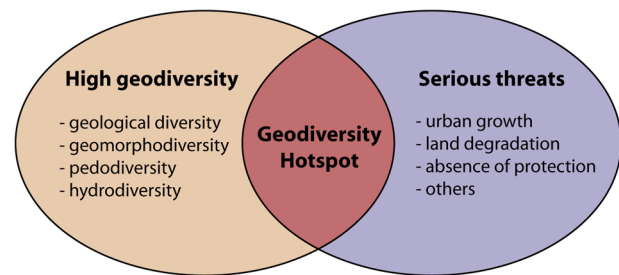 High geodiversity
- geological diversity
- geomorphodiversity
- pedodiversity
- hydrodiversity
Geodiversity
Hotspot
Serious threats
- urban growth
- land degradation
- absence of protection
- others